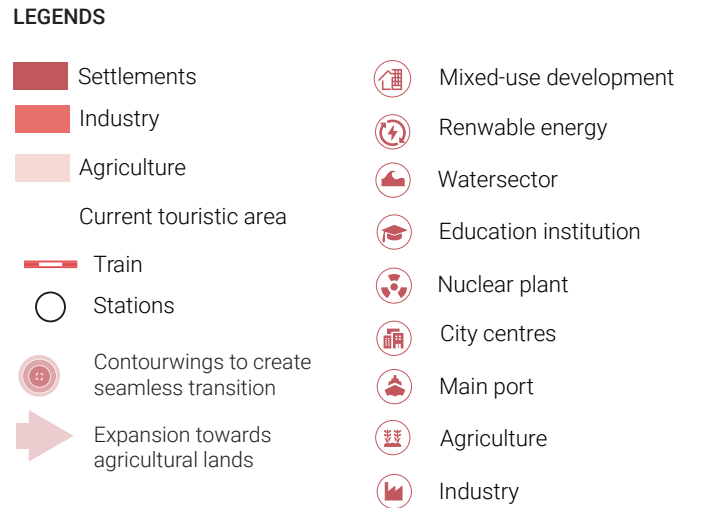 LEGENDS
Settlements
Industry
Agriculture
Current touristic area
Train
Stations
Contourwings to create
seamless transition
Expansion towards
agricultural lands
Mixed-use development
Renwable energy
Watersector
Education institution
Nuclear plant
City centres
Main port
Agriculture
Industry